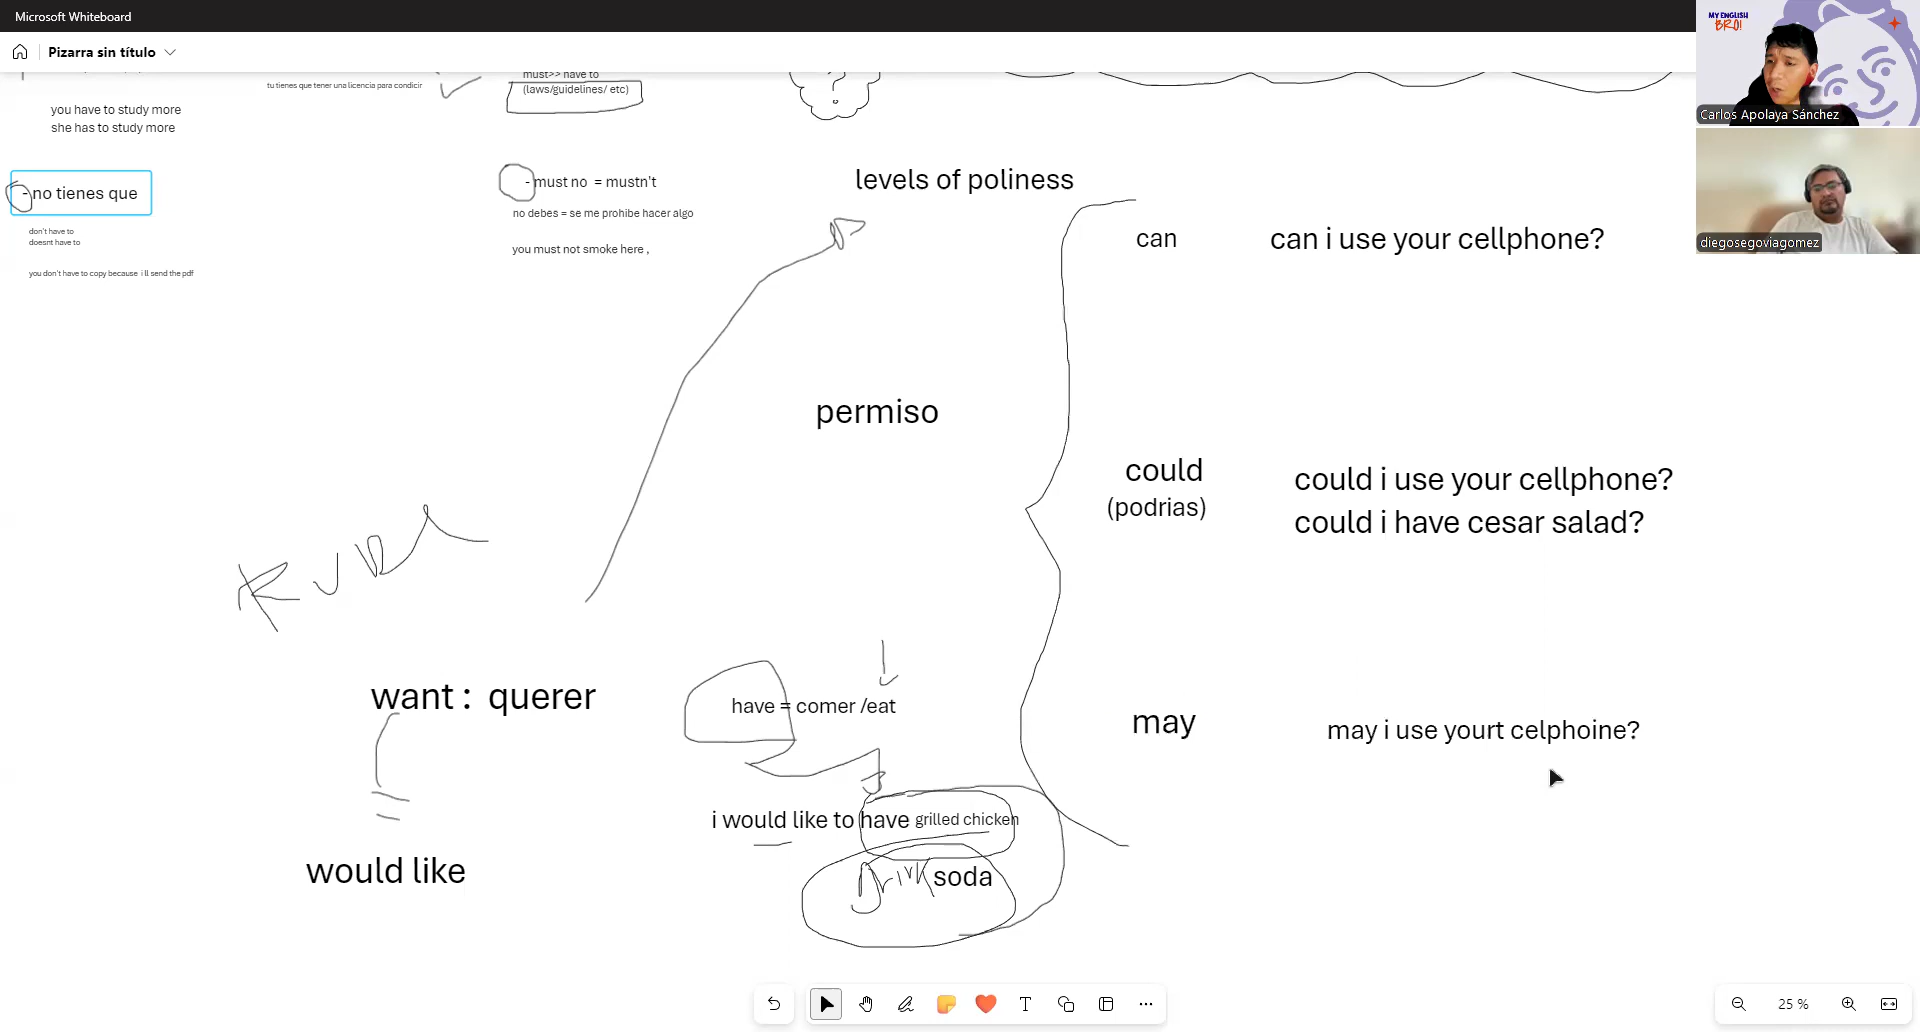 Microsoft Whiteboard
Pizarra sin título
MY ENGLISH
BRO!
Carlos Apolaya Sánchez
diegosegoviagomez
tu tienes que tener una licencia para condicir
must>> have to
(laws/guidelines/ etc)
?
you have to study more
she has to study more
- no tienes que
don't have to
doesnt have to
you don't have to copy because i ll send the pdf
- must no = mustn't
no debes = se me prohibe hacer algo
you must not smoke here ,
levels of poliness
can
can i use your cellphone?
permiso
could
(podrias)
could i use your cellphone?
could i have cesar salad?
may
may i use yourt celphoine?
want : querer
have = comer /eat
i would like to have grilled chicken
Drink soda
would like
25 %